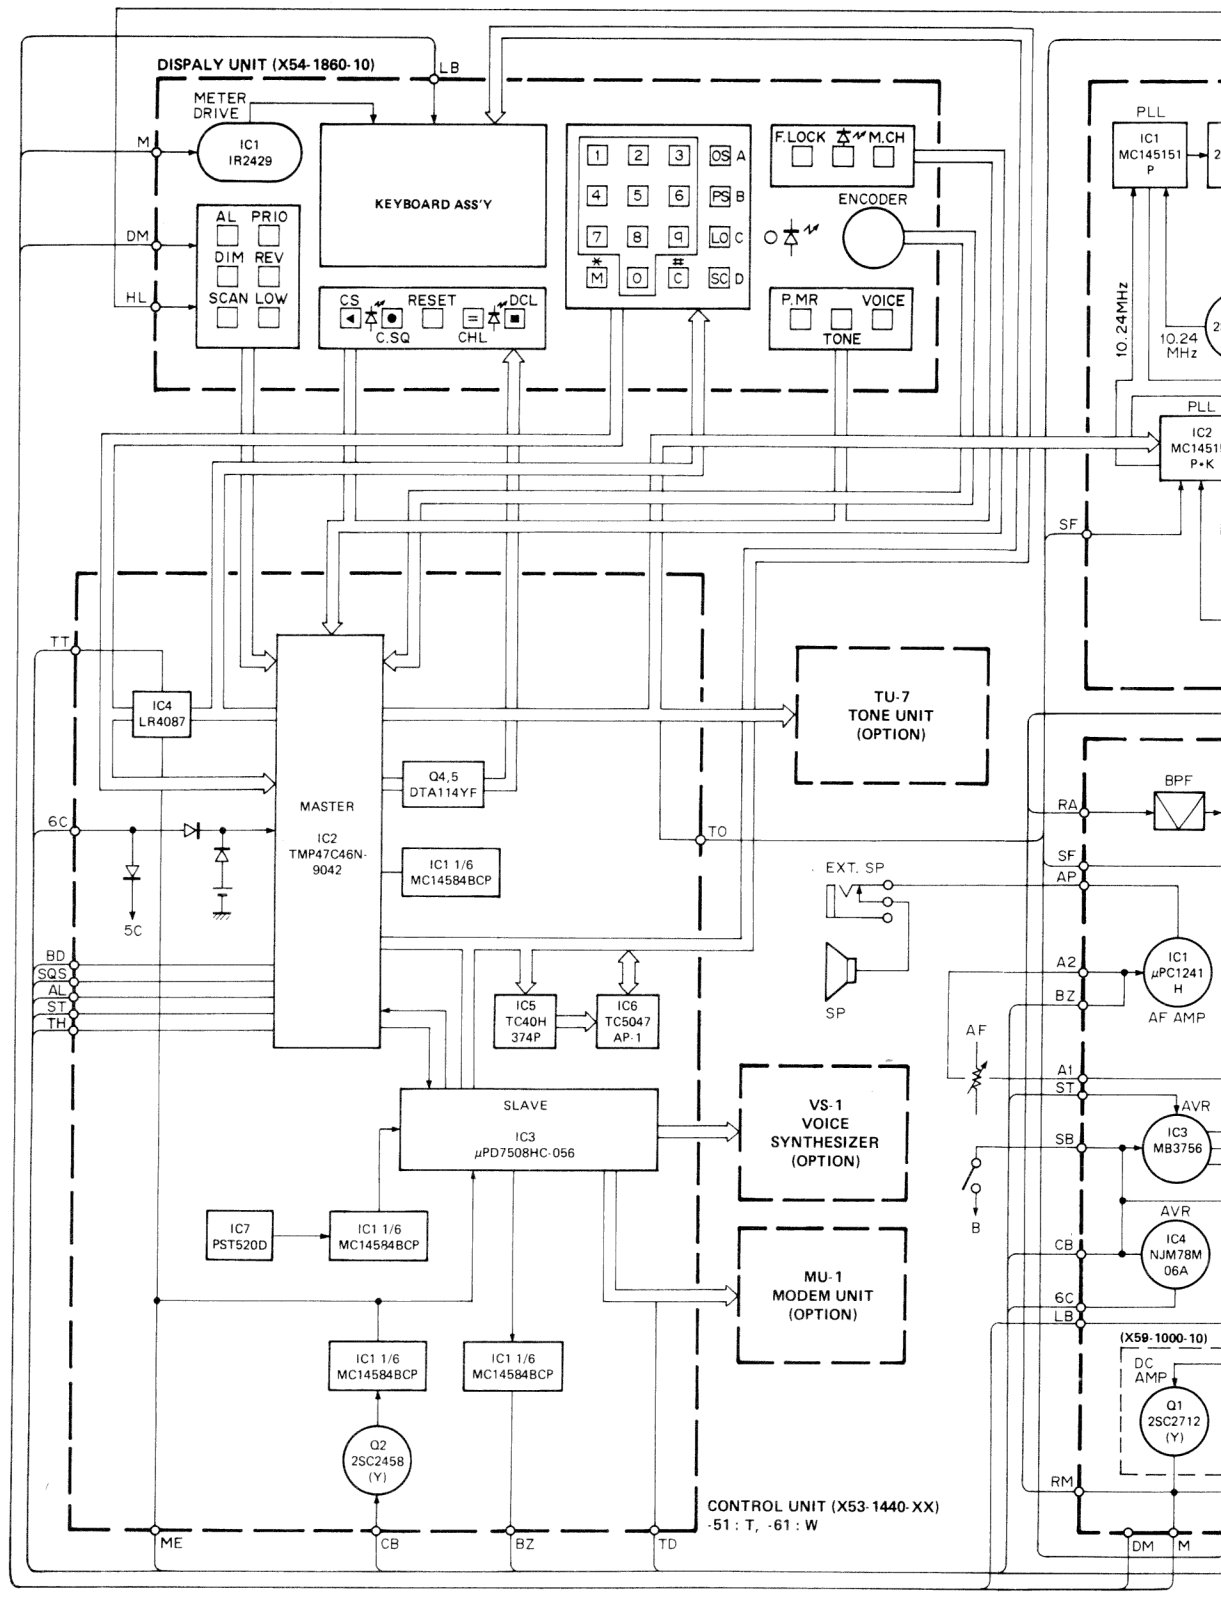 DISPALY UNIT (X54-1860-10)
LB
METER
DRIVE
IC1
IR2429
M
DM
HL
AL PRIO
DIM REV
SCAN LOW
KEYBOARD ASS'Y
CS RESET DCL
C.SQ CHL
1 2 3 OS A
4 5 6 PS B
7 8 9 LO C
* #
M 0 C SC D
F.LOCK M.CH
ENCODER
P.MR VOICE
TONE
PLL
IC1
MC145151
P
10.24MHz
10.24
MHz
PLL
IC2
P•K
SF
TT
IC4
LR4087
MASTER
IC2
TMP47C46N-
9042
Q4,5
DTA114YF
IC1 1/6
MC14584BCP
TU-7
TONE UNIT
(OPTION)
TO
6C
5C
BD
SQS
AL
ST
TH
IC5
TC40H
374P
IC6
TC5047
AP-1
EXT. SP
SP
RA
BPF
SF
AP
A2
BZ
IC1
μPC1241
H
AF AMP
AF
A1
ST
AVR
IC3
MB3756
SB
B
AVR
IC4
NJM78M
06A
CB
6C
LB
SLAVE
IC3
μPD7508HC-056
VS-1
VOICE
SYNTHESIZER
(OPTION)
IC7
PST520D
IC1 1/6
MC14584BCP
MU-1
MODEM UNIT
(OPTION)
IC1 1/6
MC14584BCP
IC1 1/6
MC14584BCP
Q2
2SC2458
(Y)
(X59-1000-10)
DC
AMP
Q1
2SC2712
(Y)
RM
CONTROL UNIT (X53-1440-XX)
-51 : T, -61 : W
ME
CB
BZ
TD
DM
M